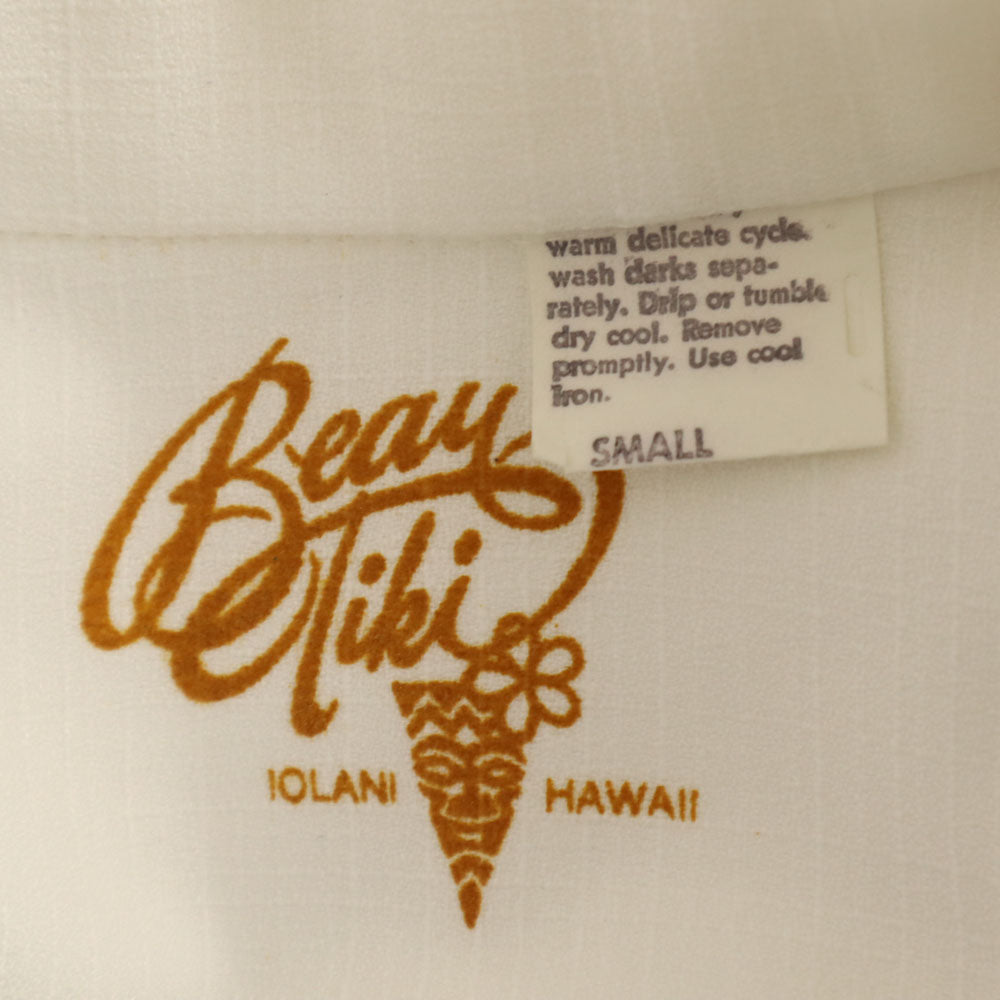 warm delicate cycle.
wash darks sepa-
rately. Drip or tumble
dry cool. Remove
promptly. Use cool
Iron.
SMALL
Beau
Tiki
IOLANI HAWAII